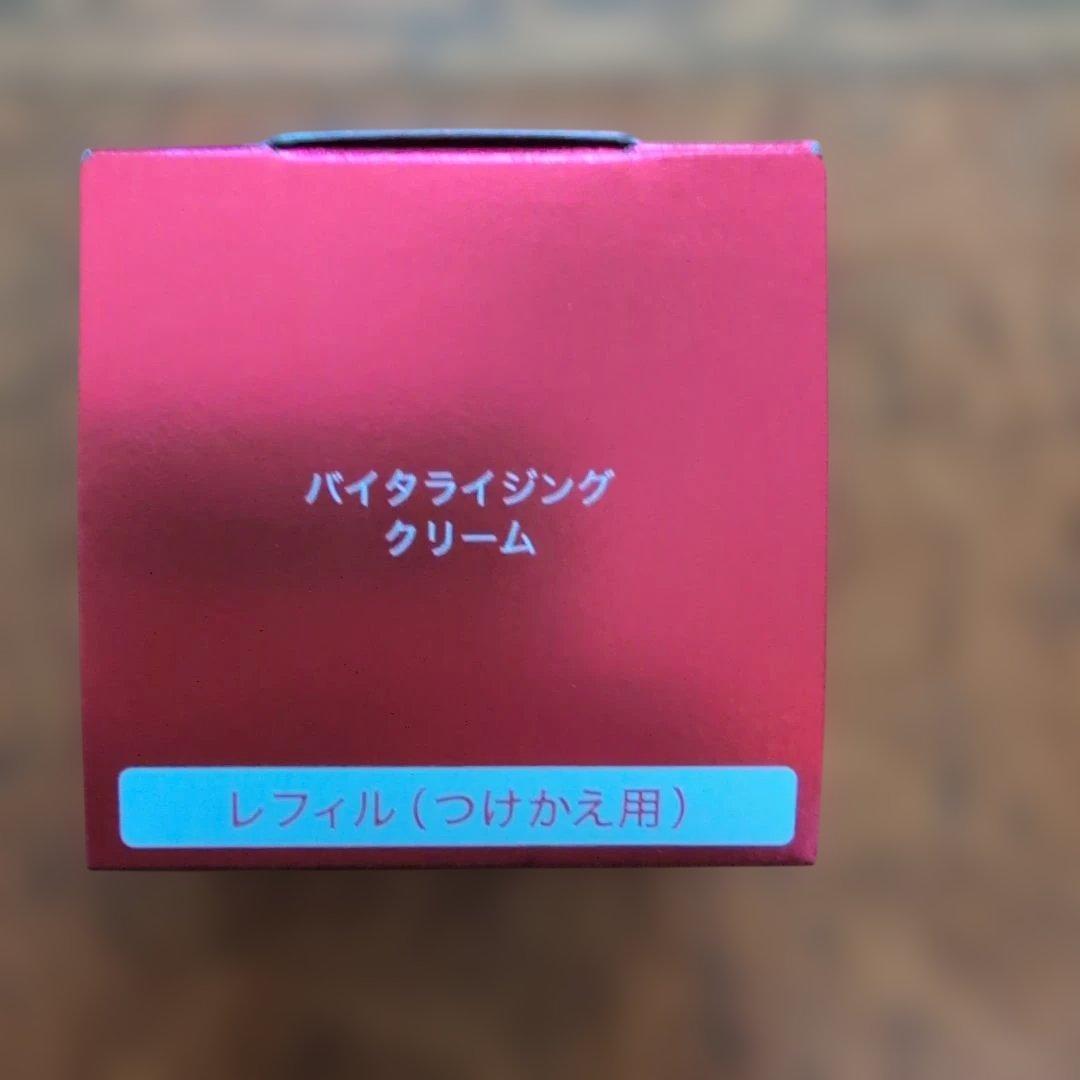 バイタライジング
クリーム
レフィル(つけかえ用)